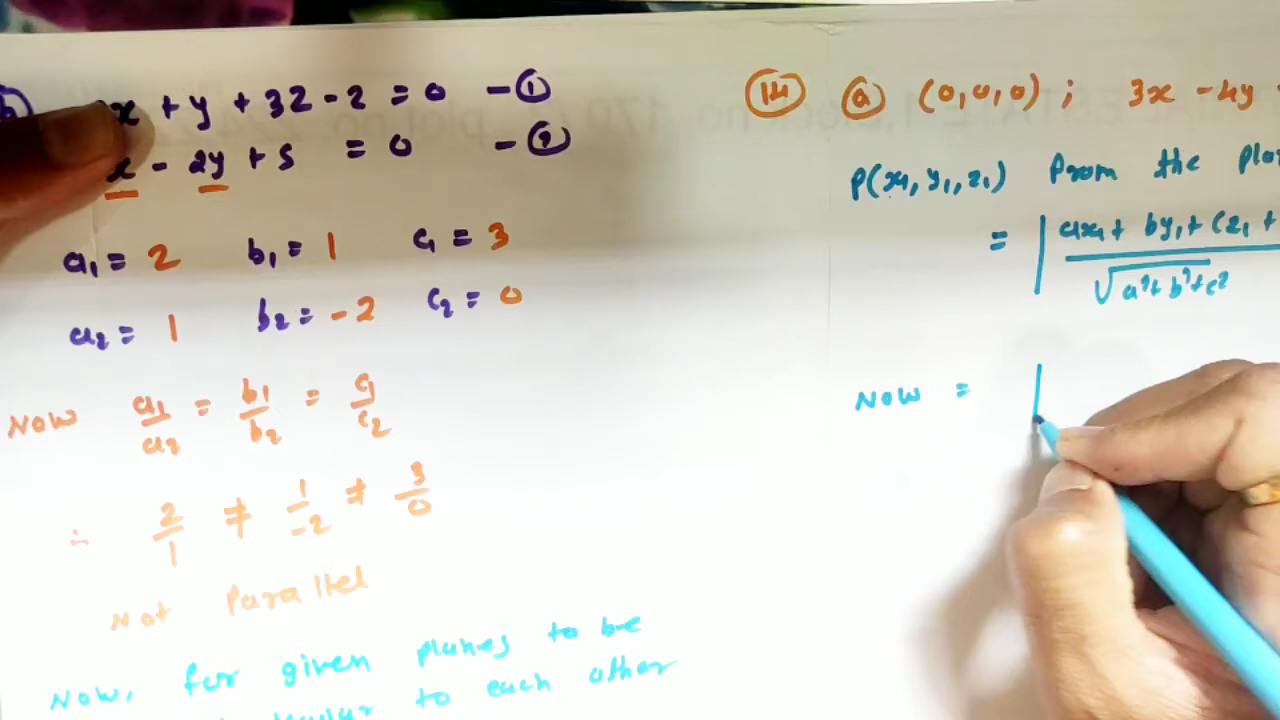 x + y + 3z - 2 = 0 - ①
x - 2y + 5 = 0 - ②
a₁ = 2 b₁ = 1 c₁ = 3
a₂ = 1 b₂ = -2 c₂ = 0
Now a₁/a₂ = b₁/b₂ = c₁/c₂
∴ 2/1 ≠ 1/-2 ≠ 3/0
Not Parallel
Now, for given planes to be
to each other
⑭ ⓐ (0,0,0) ; 3x - 4y
P(x₁, y₁, z₁) From the
= | ax₁ + by₁ + cz₁ + / √a²+b²+c²
Now = |